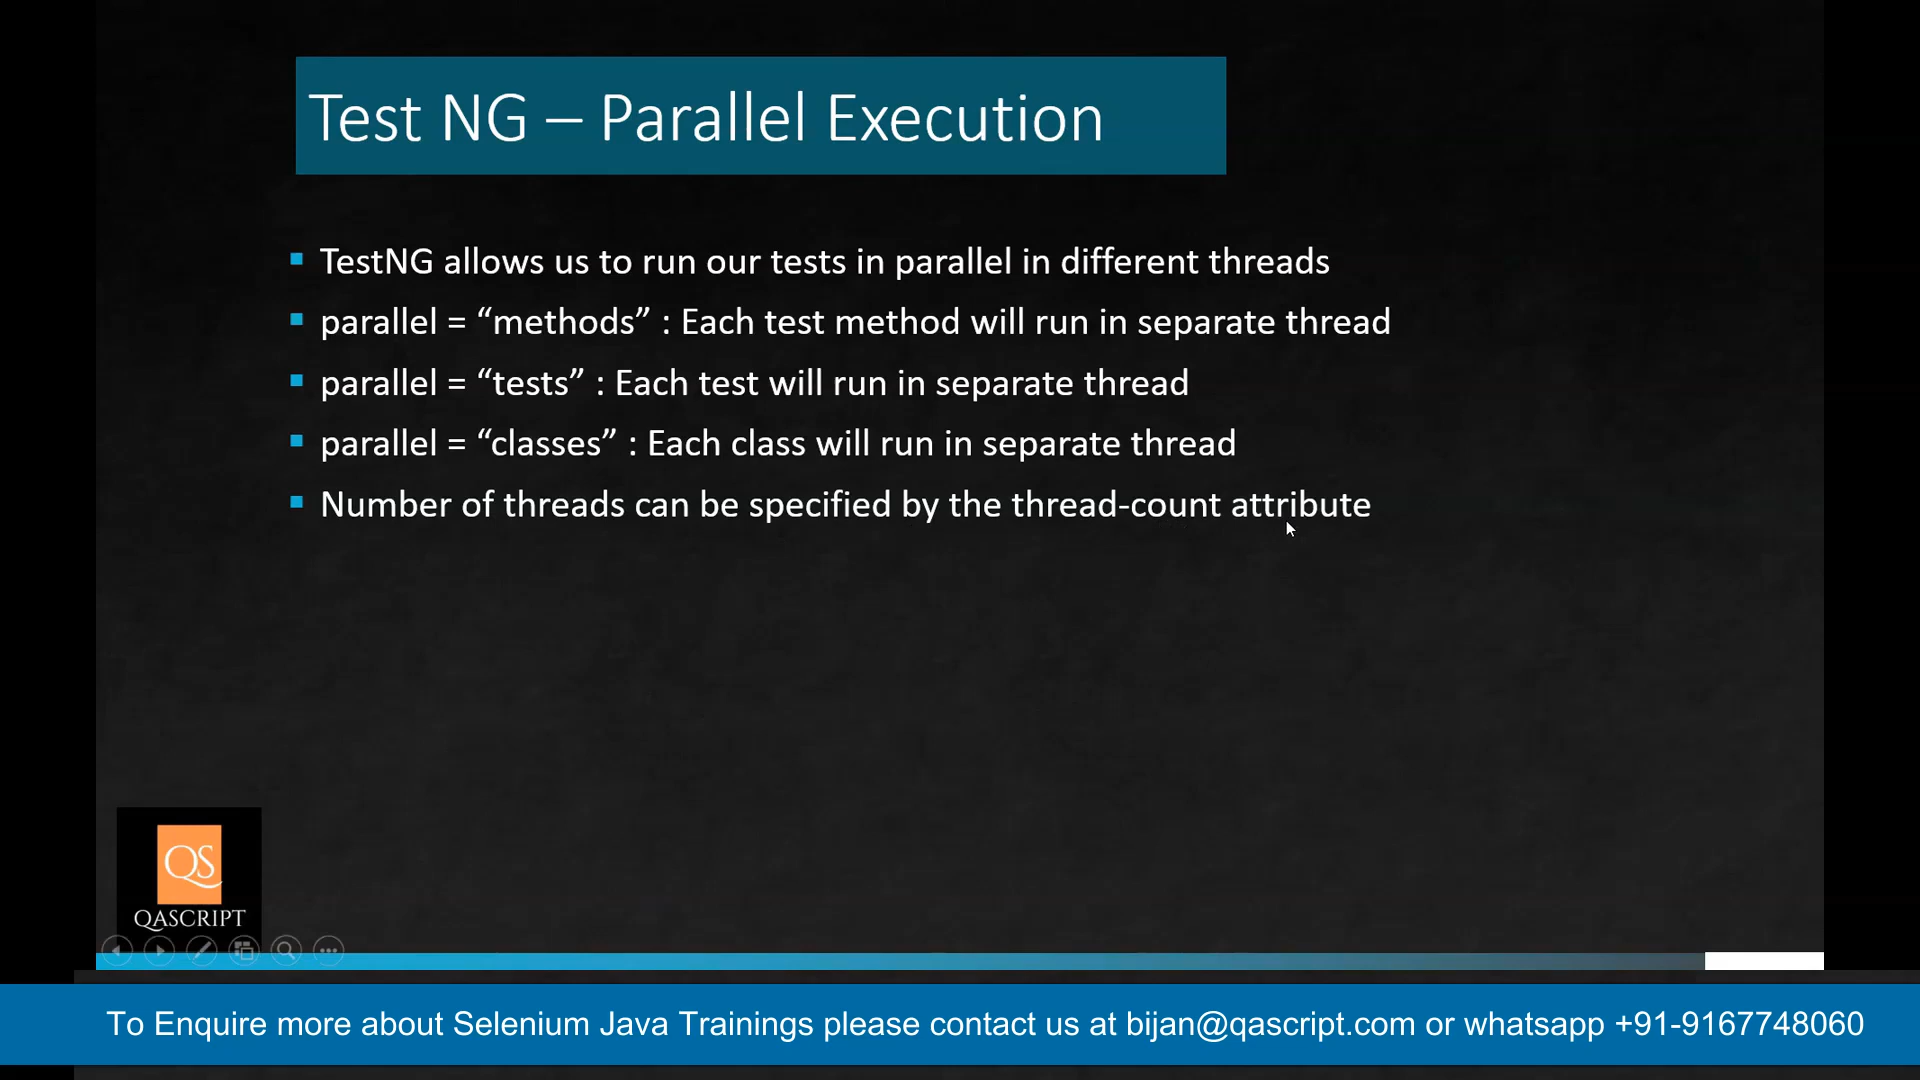 Test NG – Parallel Execution
TestNG allows us to run our tests in parallel in different threads
parallel = “methods” : Each test method will run in separate thread
parallel = “tests” : Each test will run in separate thread
parallel = “classes” : Each class will run in separate thread
Number of threads can be specified by the thread-count attribute
QS
QASCRIPT
To Enquire more about Selenium Java Trainings please contact us at bijan@qascript.com or whatsapp +91-9167748060